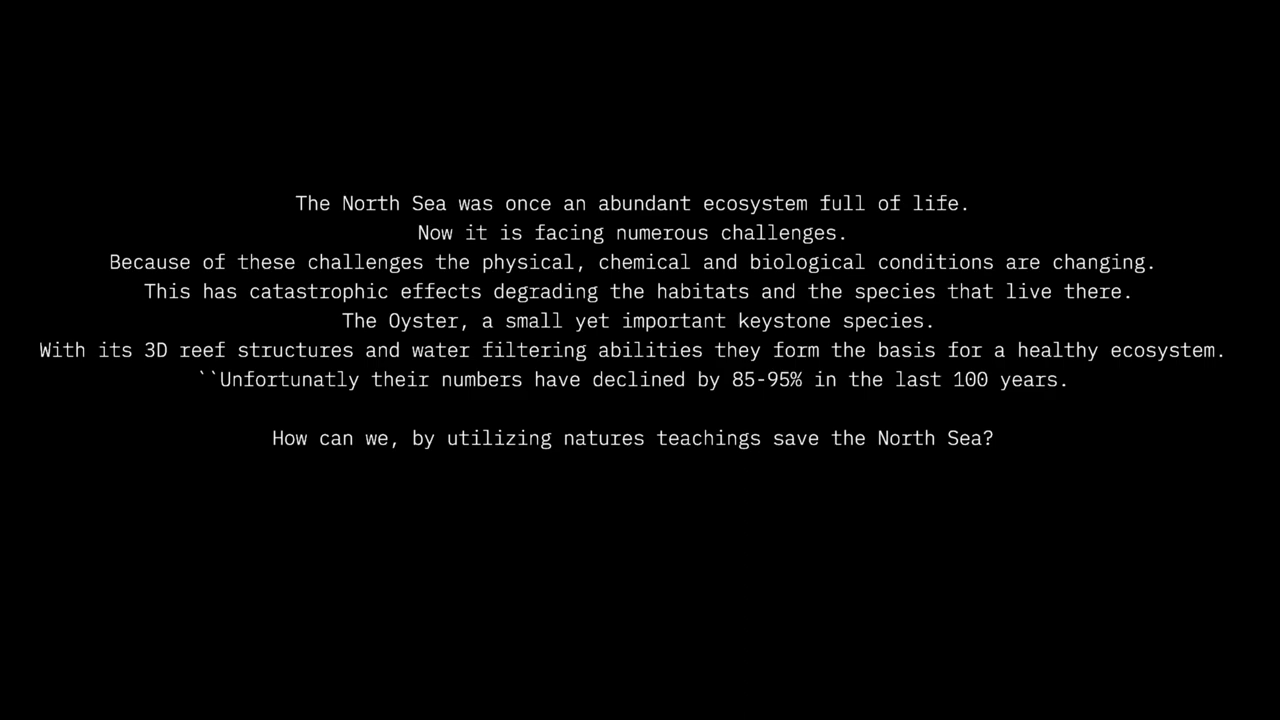 The North Sea was once an abundant ecosystem full of life.
Now it is facing numerous challenges.
Because of these challenges the physical, chemical and biological conditions are changing.
This has catastrophic effects degrading the habitats and the species that live there.
The Oyster, a small yet important keystone species.
With its 3D reef structures and water filtering abilities they form the basis for a healthy ecosystem.
``Unfortunatly their numbers have declined by 85-95% in the last 100 years.
How can we, by utilizing natures teachings save the North Sea?